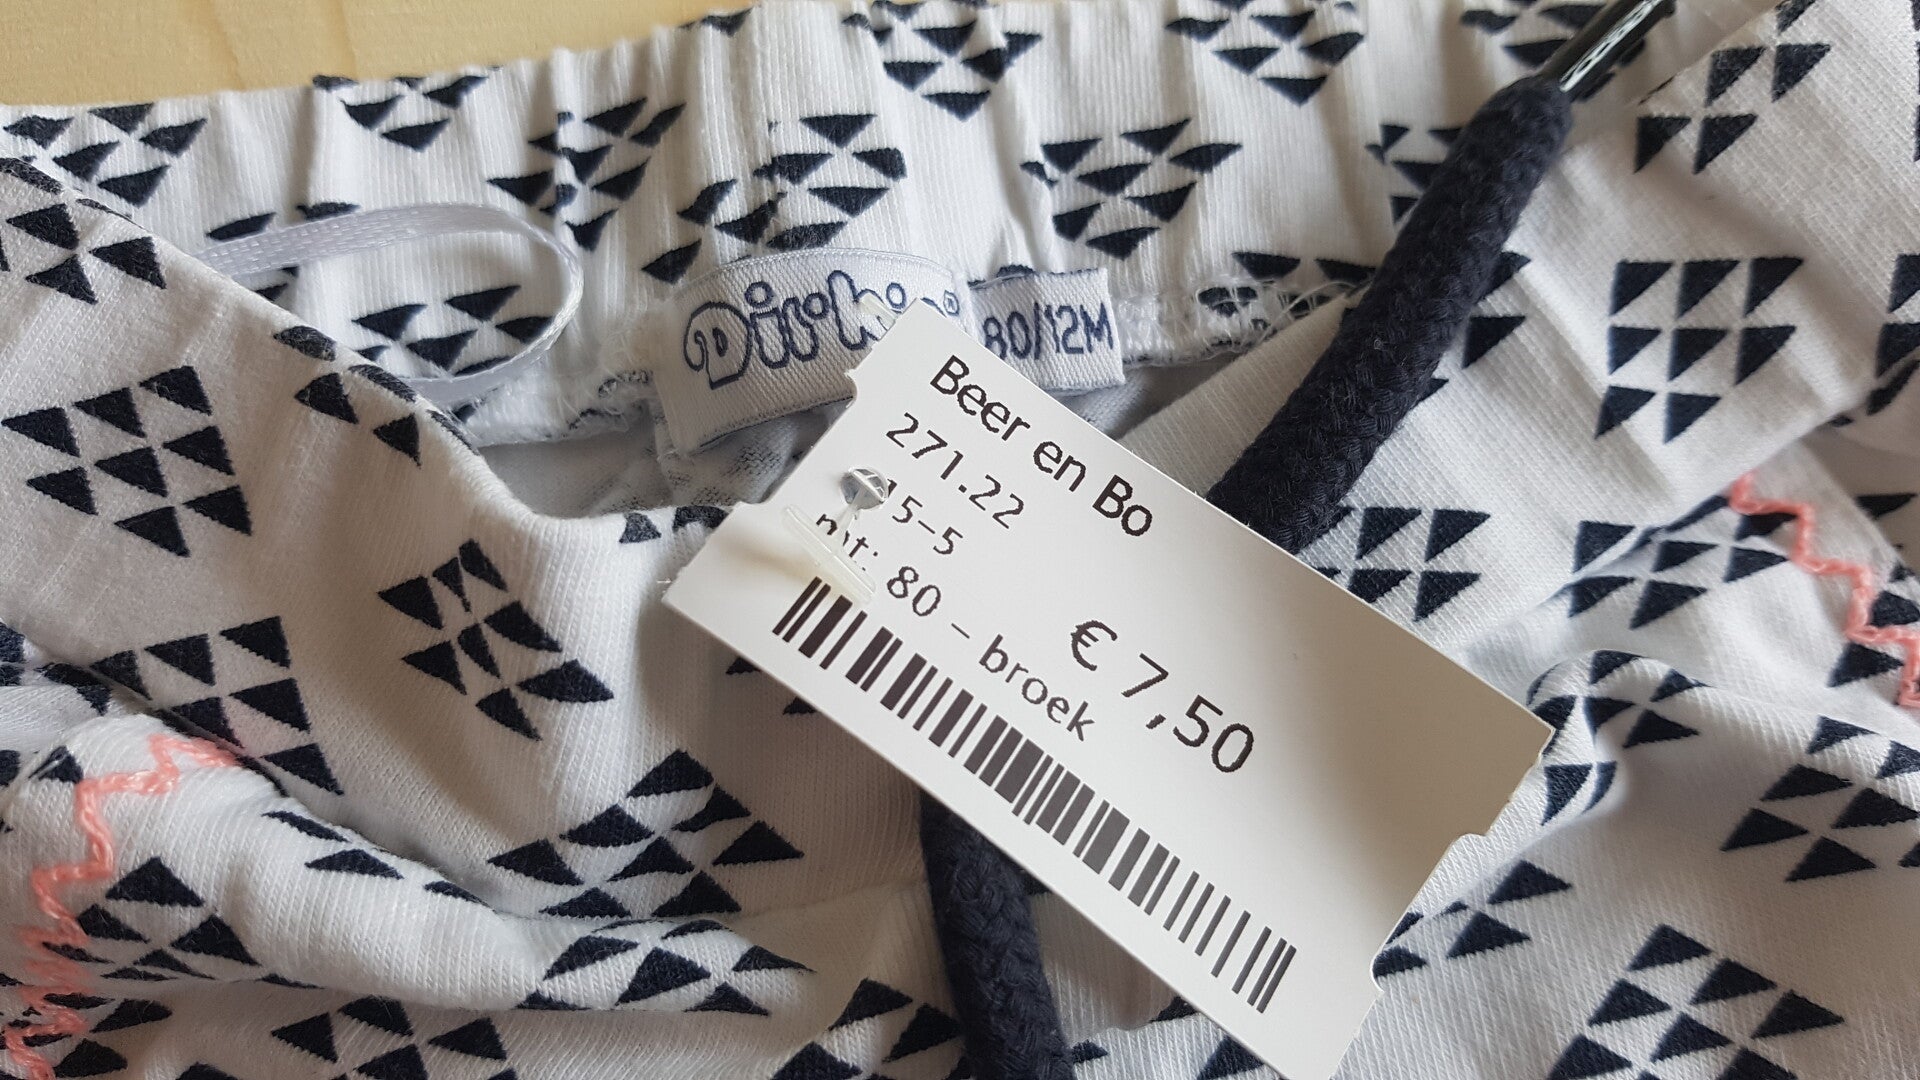 80/12M
Beer en Bo
271.22
15-5
80 - broek
€ 7,50